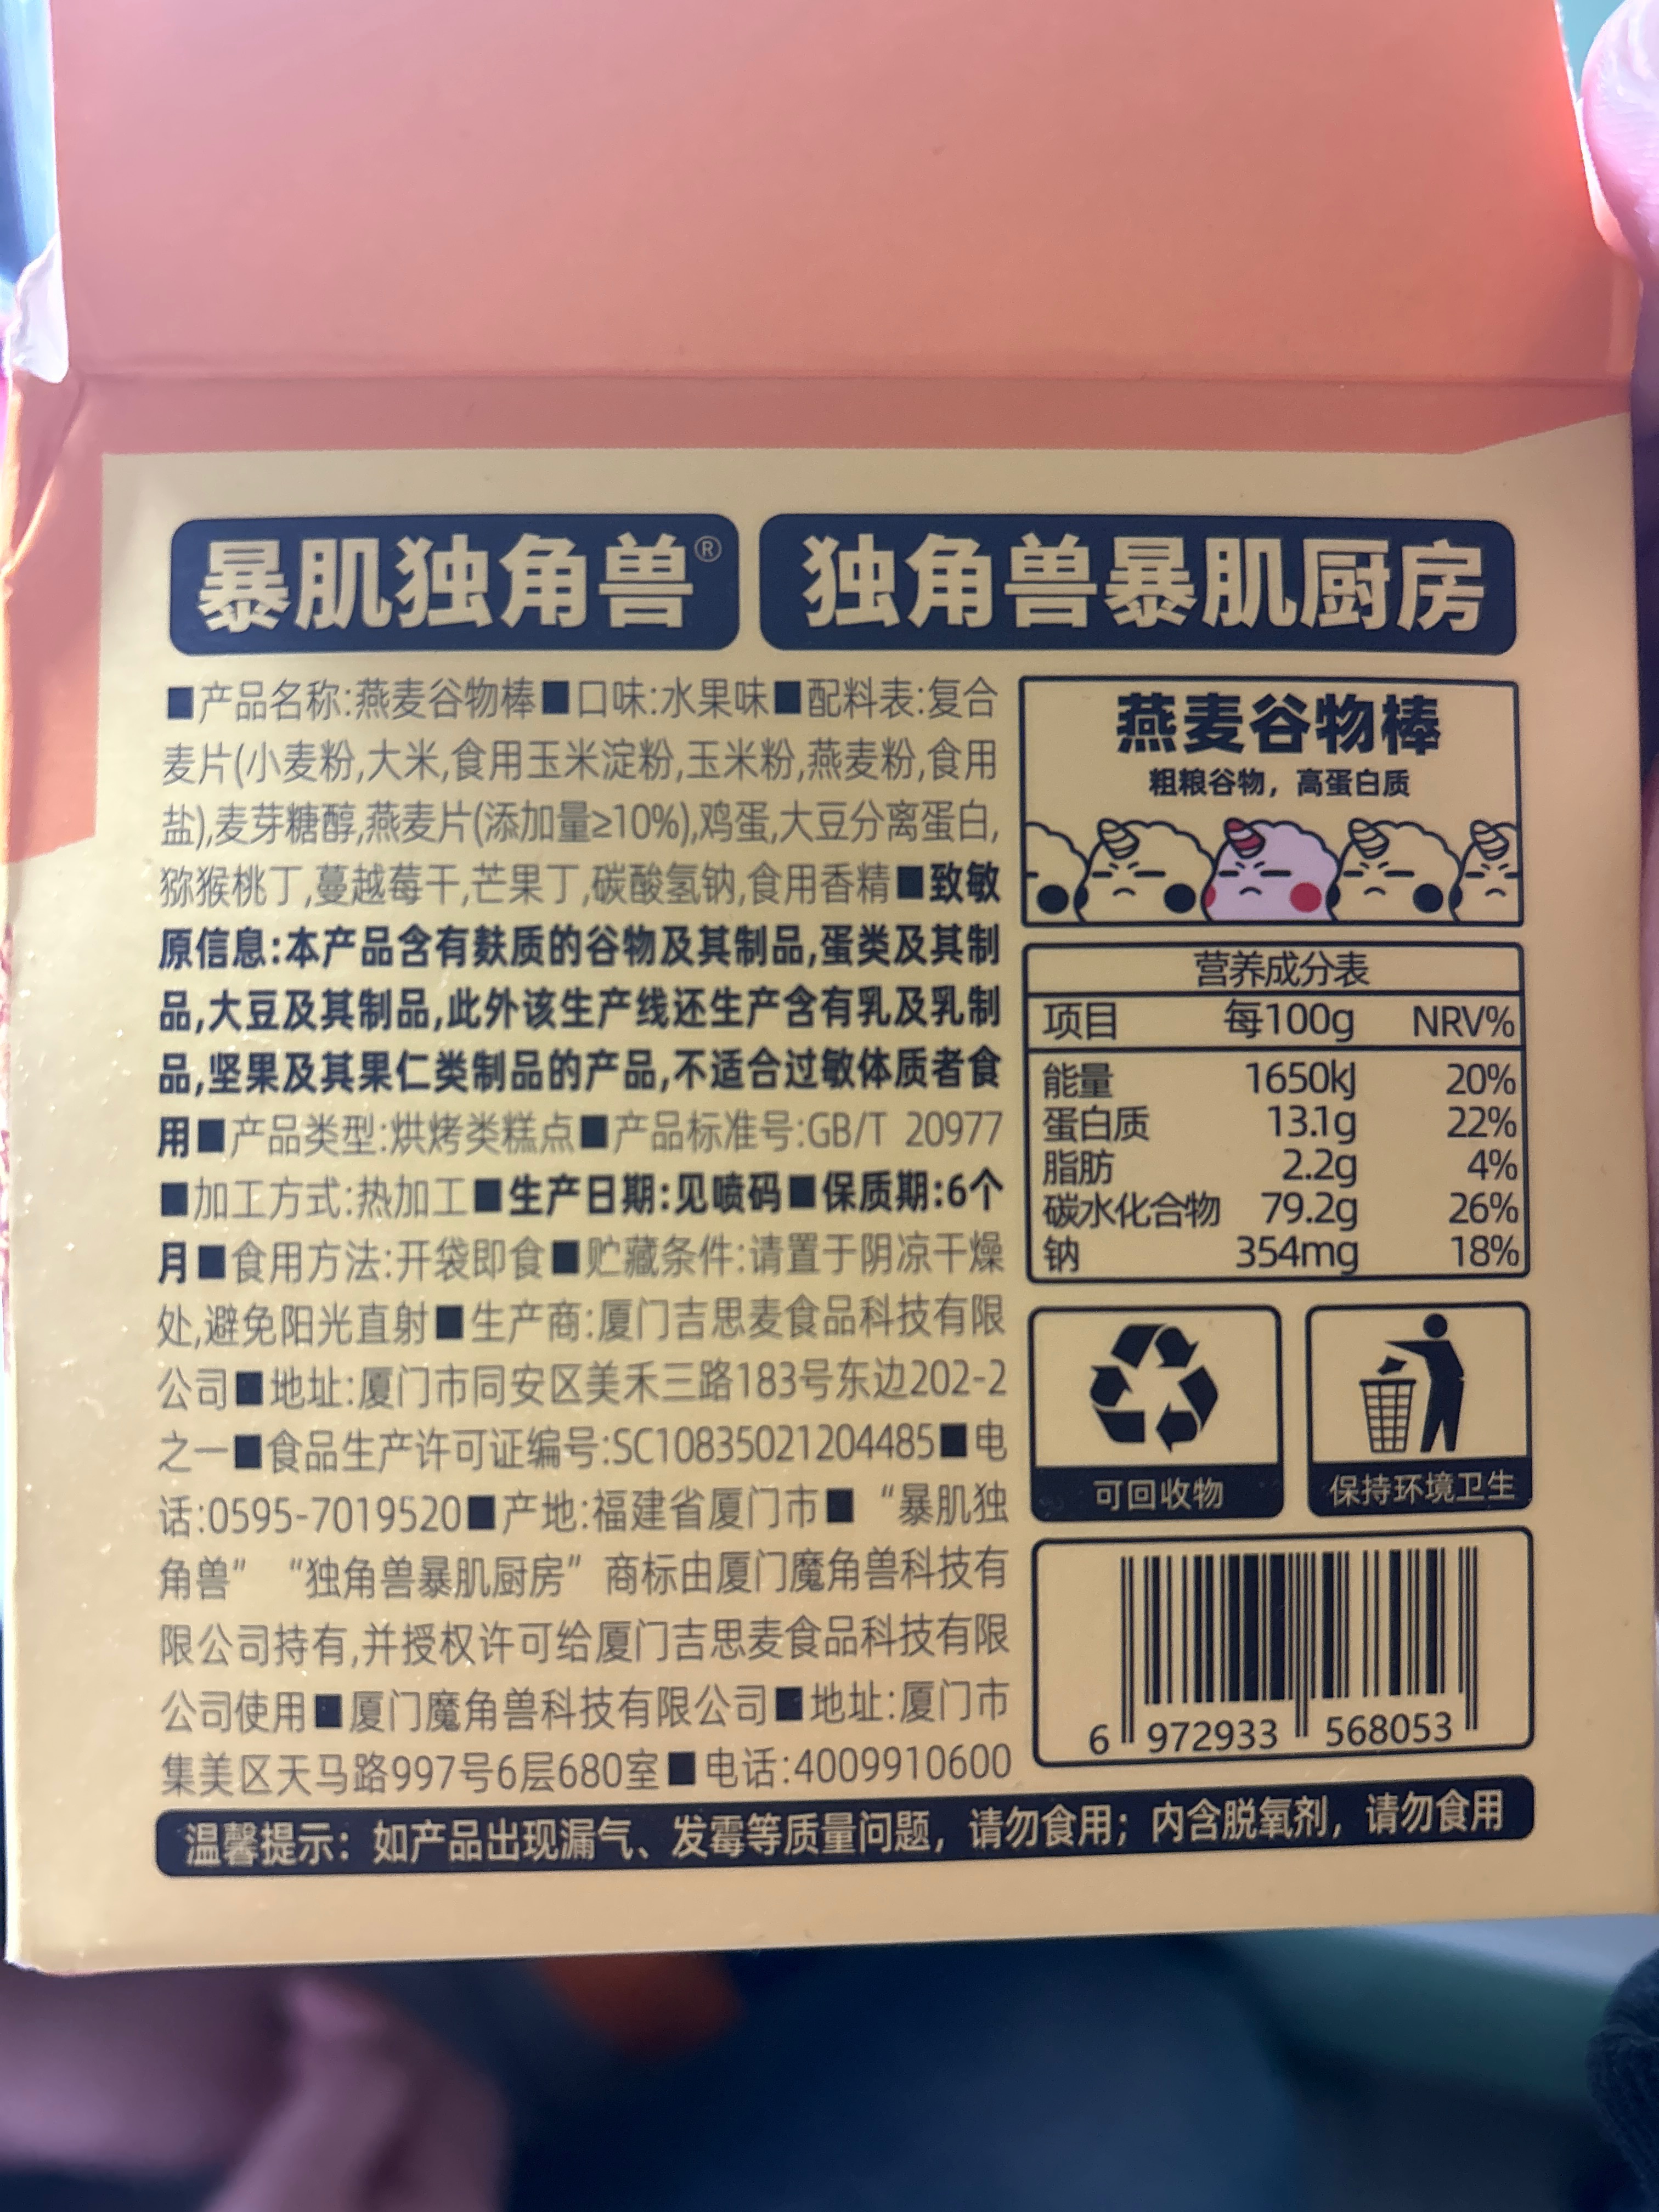 暴肌独角兽®
独角兽暴肌厨房
■产品名称:燕麦谷物棒■口味:水果味■配料表:复合
麦片(小麦粉,大米,食用玉米淀粉,玉米粉,燕麦粉,食用
盐),麦芽糖醇,燕麦片(添加量≥10%),鸡蛋,大豆分离蛋白,
猕猴桃丁,蔓越莓干,芒果丁,碳酸氢钠,食用香精■致敏
原信息:本产品含有麸质的谷物及其制品,蛋类及其制
品,大豆及其制品,此外该生产线还生产含有乳及乳制
品,坚果及其果仁类制品的产品,不适合过敏体质者食
用■产品类型:烘烤类糕点■产品标准号:GB/T 20977
■加工方式:热加工■生产日期:见喷码■保质期:6个
月■食用方法:开袋即食■贮藏条件:请置于阴凉干燥
处,避免阳光直射■生产商:厦门吉思麦食品科技有限
公司■地址:厦门市同安区美禾三路183号东边202-2
之一■食品生产许可证编号:SC10835021204485■电
话:0595-7019520■产地:福建省厦门市■“暴肌独
角兽”“独角兽暴肌厨房”商标由厦门魔角兽科技有
限公司持有,并授权许可给厦门吉思麦食品科技有限
公司使用■厦门魔角兽科技有限公司■地址:厦门市
集美区天马路997号6层680室■电话:4009910600
燕麦谷物棒
粗粮谷物，高蛋白质
营养成分表
项目 每100g NRV%
能量 1650kJ 20%
蛋白质 13.1g 22%
脂肪 2.2g 4%
碳水化合物 79.2g 26%
钠 354mg 18%
可回收物
保持环境卫生
6 972933 568053
温馨提示：如产品出现漏气、发霉等质量问题，请勿食用；内含脱氧剂，请勿食用